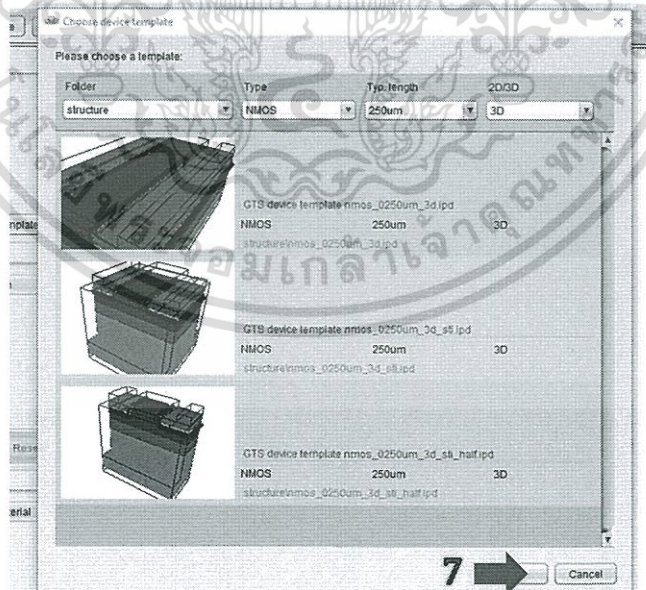 Choose device template
Please choose a template:
Folder Type Typ. length 2D/3D
structure NMOS 250um 3D
GTS device template nmos_0250um_3d.ipd
NMOS 250um 3D
structure\nmos_0250um_3d.ipd
GTS device template nmos_0250um_3d_sti.ipd
NMOS 250um 3D
structure\nmos_0250um_3d_sti.ipd
GTS device template nmos_0250um_3d_sti_half.ipd
NMOS 250um 3D
structure\nmos_0250um_3d_sti_half.ipd
7 Cancel